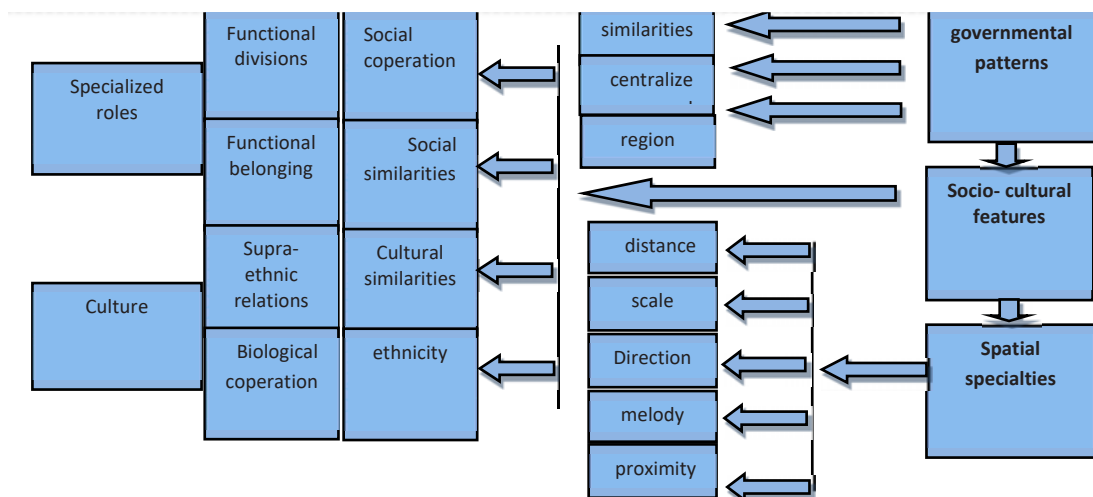 Functional
divisions
Social
coperation
similarities
governmental
patterns
Specialized
roles
centralize
Functional
belonging
Social
similarities
region
Socio- cultural
features
Supra-
ethnic
relations
Cultural
similarities
distance
Culture
scale
Biological
coperation
ethnicity
Direction
Spatial
specialties
melody
proximity